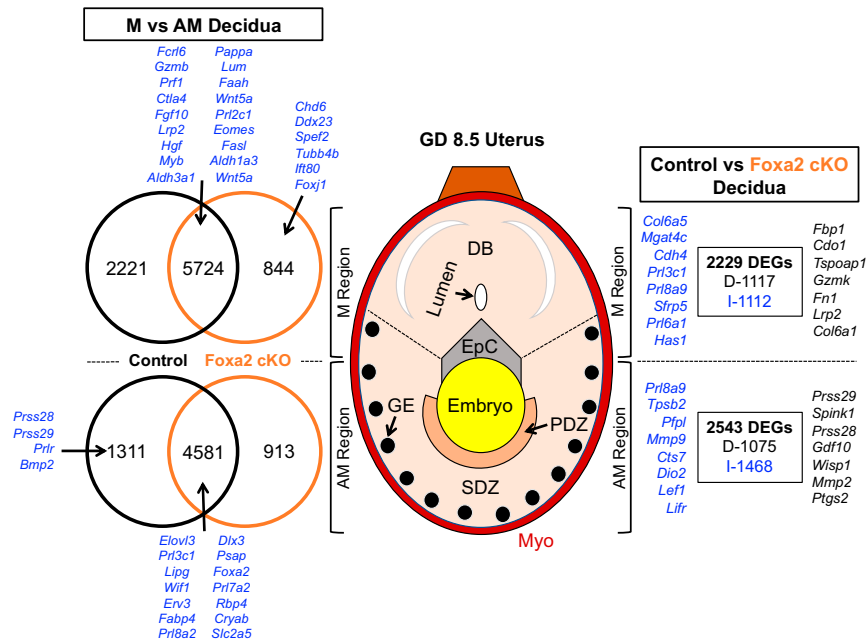 M vs AM Decidua
Fcrl6
Gzmb
Prf1
Ctla4
Fgf10
Lrp2
Hgf
Myb
Aldh3a1
Pappa
Lum
Faah
Wnt5a
Prl2c1
Eomes
Fasl
Aldh1a3
Wnt5a
Chd6
Ddx23
Spef2
Tubb4b
Ift80
Foxj1
2221
5724
844
Control
Foxa2 cKO
Prss28
Prss29
Prlr
Bmp2
1311
4581
913
Elovl3
Prl3c1
Lipg
Wif1
Erv3
Fabp4
Prl8a2
Dlx3
Psap
Foxa2
Prl7a2
Rbp4
Cryab
Slc2a5
GD 8.5 Uterus
M Region
AM Region
DB
Lumen
EpC
Embryo
GE
PDZ
SDZ
Myo
M Region
AM Region
Control vs Foxa2 cKO
Decidua
Col6a5
Mgat4c
Cdh4
Prl3c1
Prl8a9
Sfrp5
Prl6a1
Has1
2229 DEGs
D-1117
I-1112
Fbp1
Cdo1
Tspoap1
Gzmk
Fn1
Lrp2
Col6a1
Prl8a9
Tpsb2
Pfpl
Mmp9
Cts7
Dio2
Lef1
Lifr
2543 DEGs
D-1075
I-1468
Prss29
Spink1
Prss28
Gdf10
Wisp1
Mmp2
Ptgs2